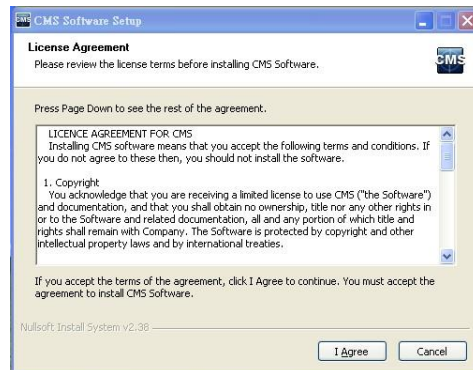 CMS Software Setup
License Agreement
Please review the license terms before installing CMS Software.
CMS
Press Page Down to see the rest of the agreement.
LICENCE AGREEMENT FOR CMS
Installing CMS software means that you accept the following terms and conditions. If
you do not agree to these then, you should not install the software.
1. Copyright
You acknowledge that you are receiving a limited license to use CMS ("the Software")
and documentation, and that you shall obtain no ownership, title nor any other rights in
or to the Software and related documentation, all and any portion of which title and
rights shall remain with Company. The Software is protected by copyright and other
intellectual property laws and by international treaties.
If you accept the terms of the agreement, click I Agree to continue. You must accept the
agreement to install CMS Software.
Nullsoft Install System v2.38
I Agree
Cancel